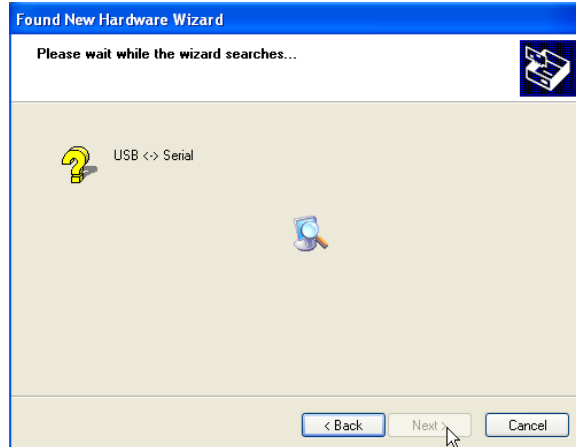 Found New Hardware Wizard
Please wait while the wizard searches...
USB <-> Serial
< Back
Next >
Cancel